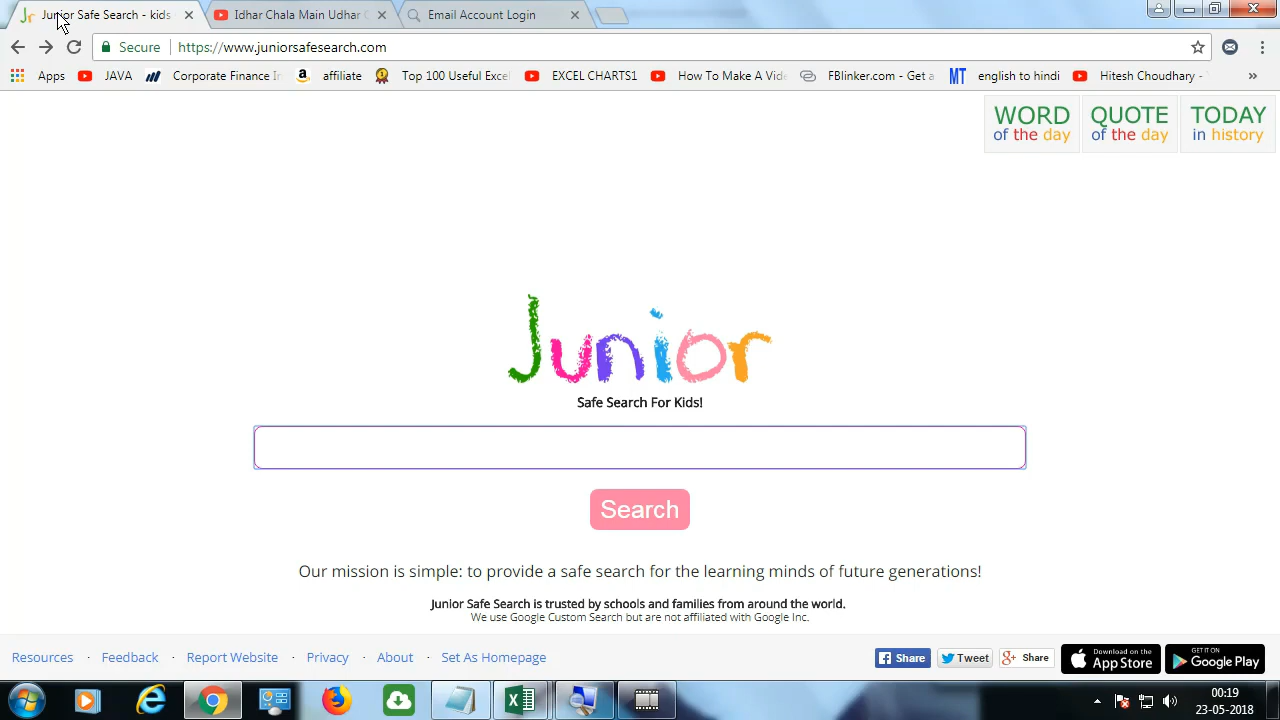 Junior Safe Search - kids
Idhar Chala Main Udhar
Email Account Login
Secure
https://www.juniorsafesearch.com
Apps
JAVA
Corporate Finance
affiliate
Top 100 Useful Excel
EXCEL CHARTS1
How To Make A Vid
FBlinker.com - Get a
MT
english to hindi
Hitesh Choudhary -
WORD
of the day
QUOTE
of the day
TODAY
in history
Junior
Safe Search For Kids!
Search
Our mission is simple: to provide a safe search for the learning minds of future generations!
Junior Safe Search is trusted by schools and families from around the world.
We use Google Custom Search but are not affiliated with Google Inc.
Resources · Feedback · Report Website · Privacy · About · Set As Homepage
Share
Tweet
Share
Download on the
App Store
GET IT ON
Google Play
00:19
23-05-2018